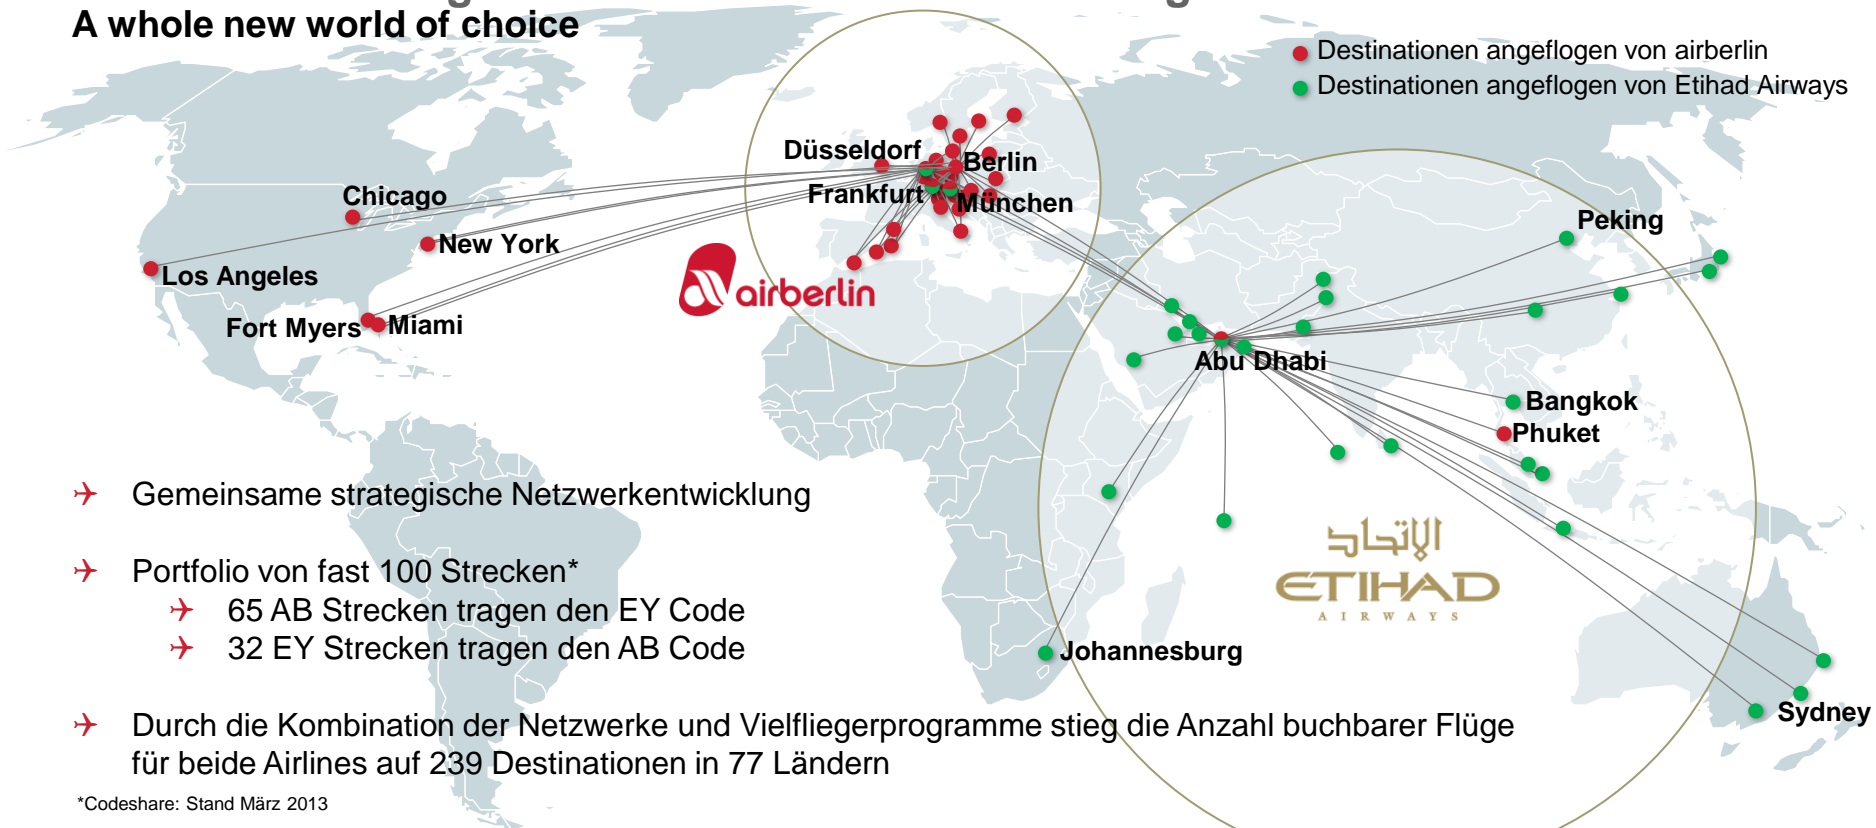 A whole new world of choice
Destinationen angeflogen von airberlin
Destinationen angeflogen von Etihad Airways
Düsseldorf
Berlin
Frankfurt
München
Chicago
New York
Los Angeles
Fort Myers
Miami
airberlin
Peking
Abu Dhabi
Bangkok
Phuket
Gemeinsame strategische Netzwerkentwicklung
Portfolio von fast 100 Strecken*
65 AB Strecken tragen den EY Code
32 EY Strecken tragen den AB Code
الإتحاد
ETIHAD
AIRWAYS
Johannesburg
Sydney
Durch die Kombination der Netzwerke und Vielfliegerprogramme stieg die Anzahl buchbarer Flüge
für beide Airlines auf 239 Destinationen in 77 Ländern
*Codeshare: Stand März 2013